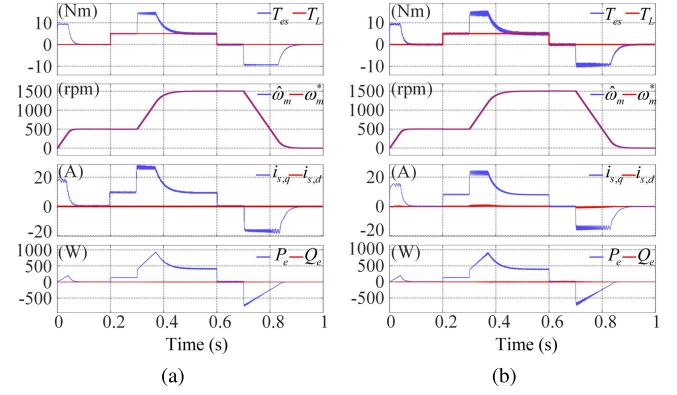 (Nm) T_es T_L
10
0
-10
(rpm) ω̂_m ω*_m
1500
1000
500
0
(A) i_s,q i_s,d
20
0
-20
(W) P_e Q_e
1000
500
0
-500
0 0.2 0.4 0.6 0.8 1
Time (s)
(a)
(Nm) T_es T_L
10
0
-10
(rpm) ω̂_m ω*_m
1500
1000
500
0
(A) i_s,q i_s,d
20
0
-20
(W) P_e Q_e
1000
500
0
-500
0 0.2 0.4 0.6 0.8 1
Time (s)
(b)